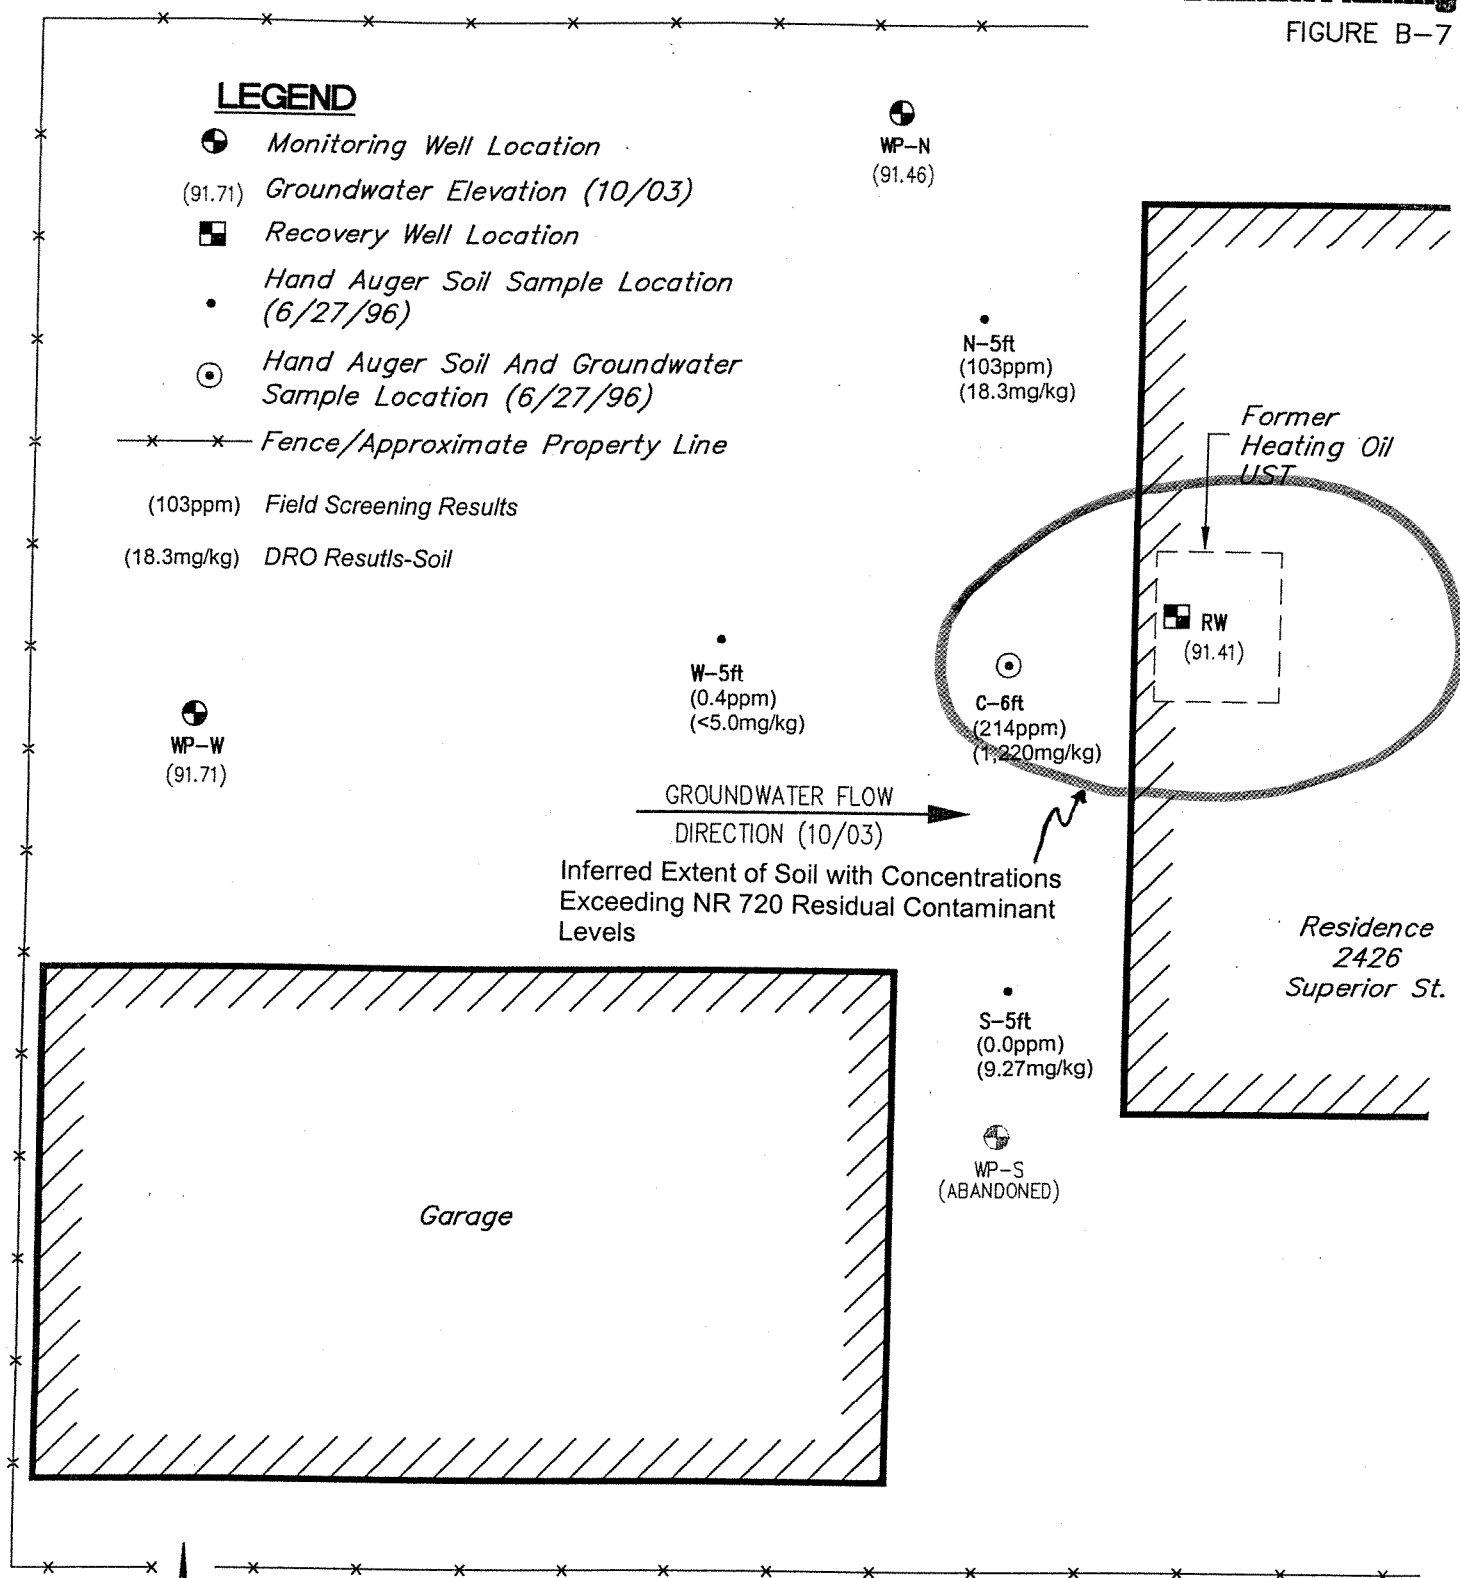 FIGURE B-7
LEGEND
Monitoring Well Location
(91.71) Groundwater Elevation (10/03)
Recovery Well Location
Hand Auger Soil Sample Location
(6/27/96)
Hand Auger Soil And Groundwater
Sample Location (6/27/96)
Fence/Approximate Property Line
(103ppm) Field Screening Results
(18.3mg/kg) DRO Resutls-Soil
WP-N
(91.46)
N-5ft
(103ppm)
(18.3mg/kg)
Former
Heating Oil
UST
RW
(91.41)
W-5ft
(0.4ppm)
(<5.0mg/kg)
C-6ft
(214ppm)
(1,220mg/kg)
WP-W
(91.71)
GROUNDWATER FLOW
DIRECTION (10/03)
Inferred Extent of Soil with Concentrations
Exceeding NR 720 Residual Contaminant
Levels
Residence
2426
Superior St.
S-5ft
(0.0ppm)
(9.27mg/kg)
WP-S
(ABANDONED)
Garage